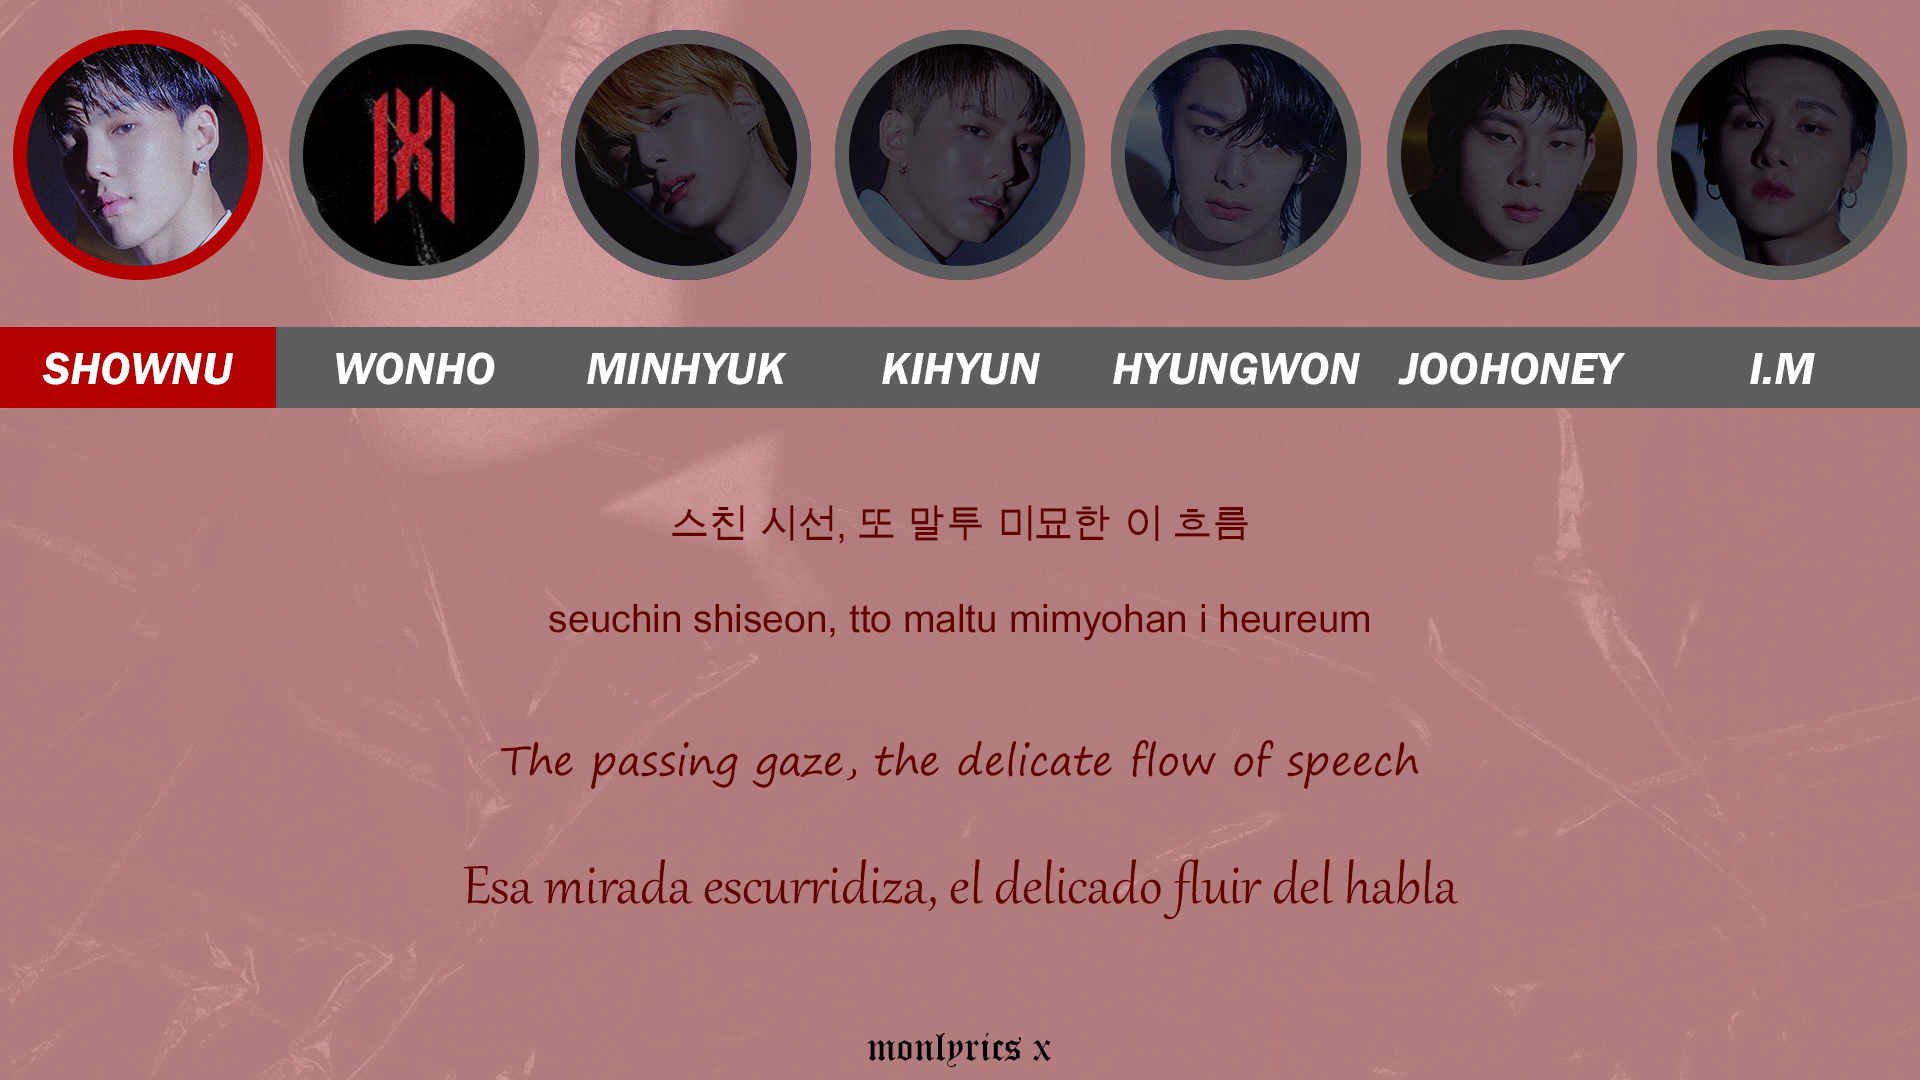 SHOWNU WONHO MINHYUK KIHYUN HYUNGWON JOOHONEY I.M
스친 시선, 또 말투 미묘한 이 흐름
seuchin shiseon, tto maltu mimyohan i heureum
The passing gaze, the delicate flow of speech
Esa mirada escurridiza, el delicado fluir del habla
monlyrics x